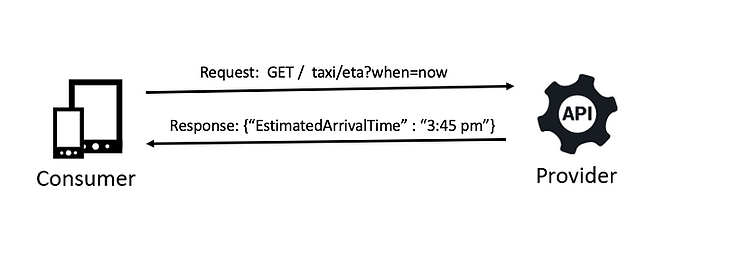 Request: GET / taxi/eta?when=now
Response: {“EstimatedArrivalTime” : “3:45 pm”}
API
Consumer
Provider